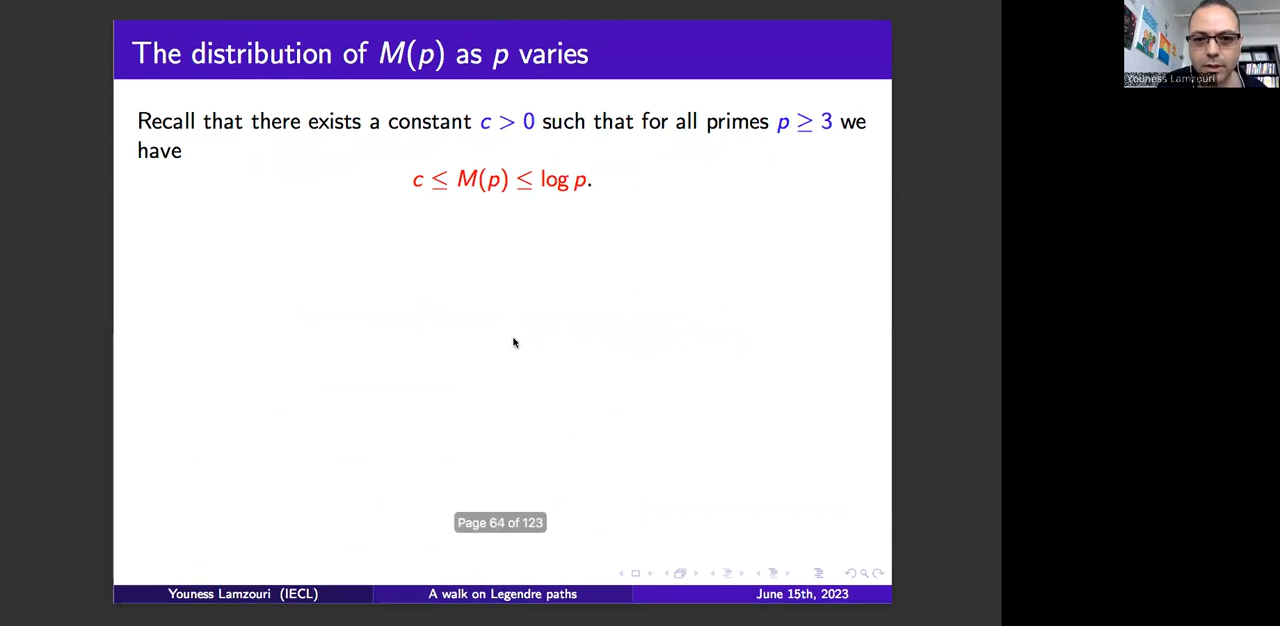 The distribution of M(p) as p varies
Youness Lamzouri
Recall that there exists a constant c > 0 such that for all primes p ≥ 3 we
have
c ≤ M(p) ≤ log p.
Page 64 of 123
Youness Lamzouri (IECL) A walk on Legendre paths June 15th, 2023